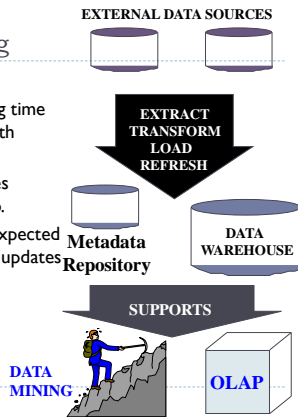 EXTERNAL DATA SOURCES
g
g time
th
EXTRACT
TRANSFORM
LOAD
REFRESH
es
o.
xpected
updates
Metadata
Repository
DATA
WAREHOUSE
SUPPORTS
DATA
MINING
OLAP